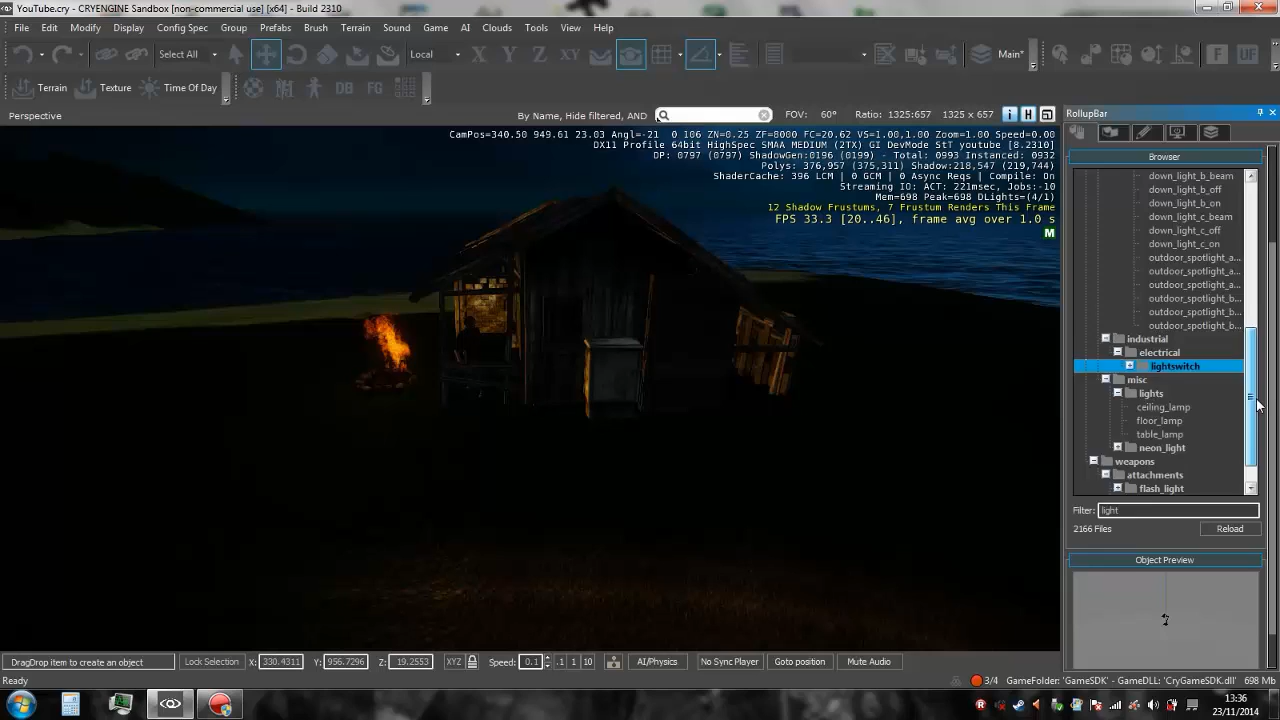 YouTube.cry - CRYENGINE Sandbox [non-commercial use] [x64] - Build 2310
File Edit Modify Display Config Spec Group Prefabs Brush Terrain Sound Game AI Clouds Tools View Help
Select All Local X Y Z XY Main* F UF
Terrain Texture Time Of Day DB FG
Perspective By Name, Hide filtered, AND FOV: 60° Ratio: 1325:657 1325 x 657 i H
RollupBar
CamPos=340.50 949.61 23.03 Angl=-21 0 106 ZN=0.25 ZF=8000 FC=20.62 VS=1.00,1.00 Zoom=1.00 Speed=0.00
DX11 Profile 64bit HighSpec SMAA MEDIUM (2TX) GI DevMode StT youtube [8.2310]
DP: 0797 (0797) ShadowGen:0196 (0199) - Total: 0993 Instanced: 0932
Polys: 376,957 (375,311) Shadow:218,547 (219,744)
ShaderCache: 396 LCM | 0 GCM | 0 Async Reqs | Compile: On
Streaming IO: ACT: 221msec, Jobs:-10
Mem=698 Peak=698 DLights=(4/1)
12 Shadow Frustums, 7 Frustum Renders This Frame
FPS 33.3 [20..46], frame avg over 1.0 s
M
Browser
down_light_b_beam
down_light_b_off
down_light_b_on
down_light_c_beam
down_light_c_off
down_light_c_on
outdoor_spotlight_a...
outdoor_spotlight_a...
outdoor_spotlight_a...
outdoor_spotlight_b...
outdoor_spotlight_b...
outdoor_spotlight_b...
industrial
electrical
lightswitch
misc
lights
ceiling_lamp
floor_lamp
table_lamp
neon_light
weapons
attachments
flash_light
Filter: light
2166 Files Reload
Object Preview
DragDrop item to create an object Lock Selection X: 330.4311 Y: 956.7296 Z: 19.2553 XYZ Speed: 0.1 .1 1 10 AI/Physics No Sync Player Goto position Mute Audio
Ready 3/4 GameFolder: 'GameSDK' - GameDLL: 'CryGameSDK.dll' 698 Mb
13:36
23/11/2014